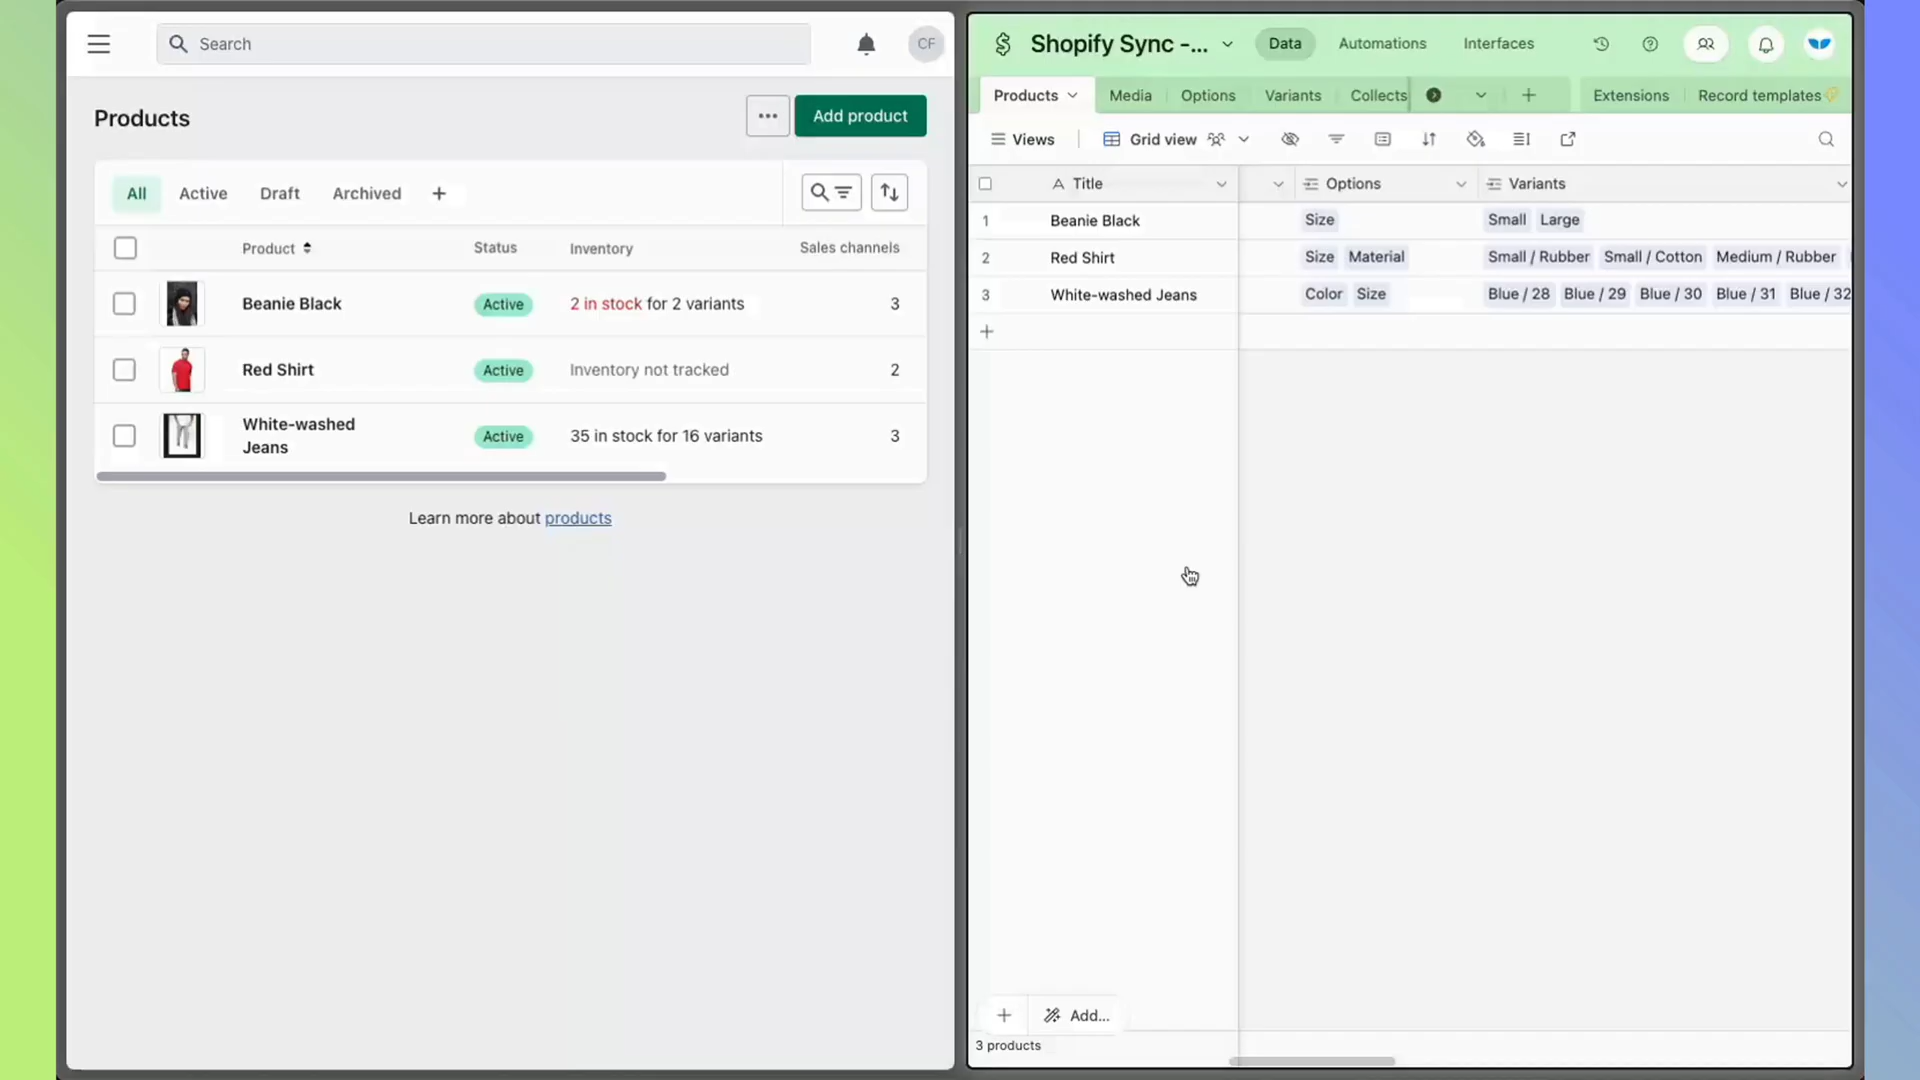 Search
CF
Products
Add product
All Active Draft Archived
Product Status Inventory Sales channels
Beanie Black Active 2 in stock for 2 variants 3
Red Shirt Active Inventory not tracked 2
White-washed Jeans Active 35 in stock for 16 variants 3
Learn more about products
Shopify Sync -... Data Automations Interfaces
Products Media Options Variants Collects Extensions Record templates
Views Grid view
Title Options Variants
1 Beanie Black Size Small Large
2 Red Shirt Size Material Small / Rubber Small / Cotton Medium / Rubber
3 White-washed Jeans Color Size Blue / 28 Blue / 29 Blue / 30 Blue / 31 Blue / 32
+ Add...
3 products